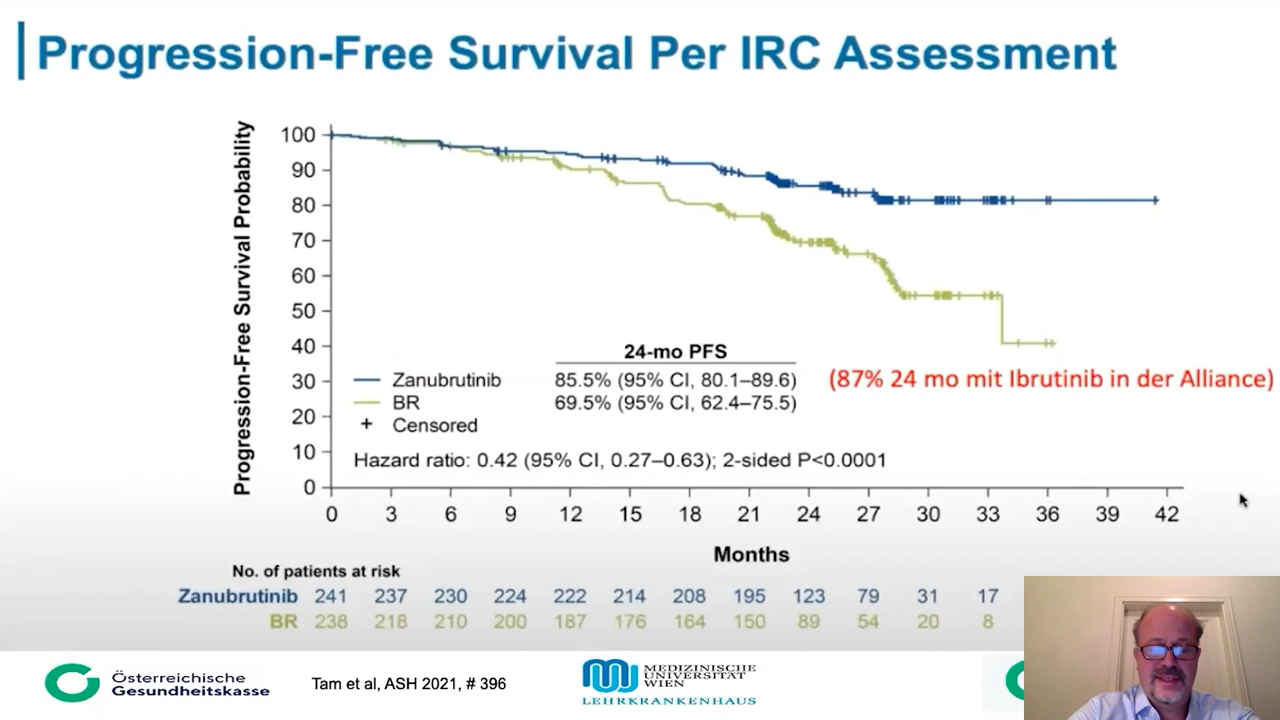 Progression-Free Survival Per IRC Assessment
Progression-Free Survival Probability
100
90
80
70
60
50
40
30
20
10
0
24-mo PFS
Zanubrutinib 85.5% (95% CI, 80.1–89.6)
(87% 24 mo mit Ibrutinib in der Alliance)
BR 69.5% (95% CI, 62.4–75.5)
+ Censored
Hazard ratio: 0.42 (95% CI, 0.27–0.63); 2-sided P<0.0001
0 3 6 9 12 15 18 21 24 27 30 33 36 39 42
Months
No. of patients at risk
Zanubrutinib 241 237 230 224 222 214 208 195 123 79 31 17
BR 238 218 210 200 187 176 164 150 89 54 20 8
Österreichische
Gesundheitskasse
Tam et al, ASH 2021, # 396
MEDIZINISCHE
UNIVERSITÄT
WIEN
LEHRKRANKENHAUS